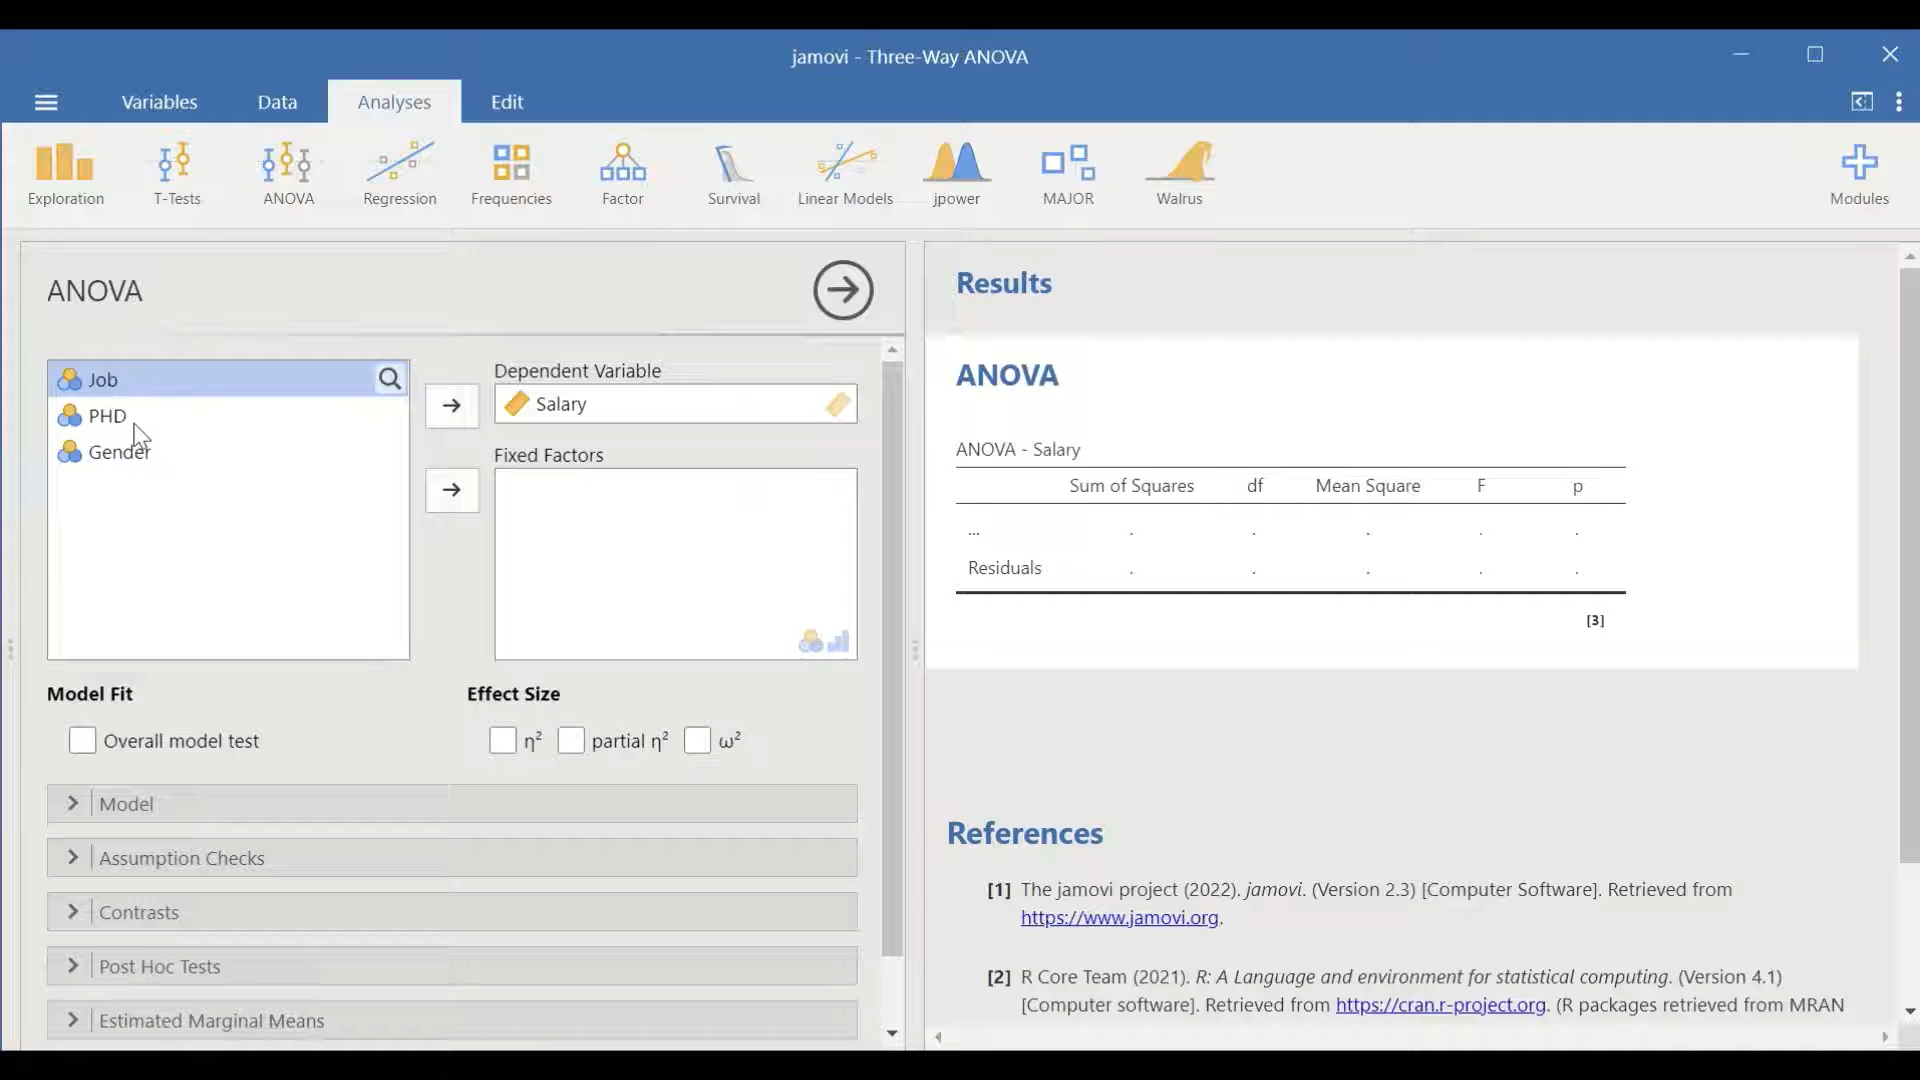 jamovi - Three-Way ANOVA
Variables Data Analyses Edit
Exploration T-Tests ANOVA Regression Frequencies Factor Survival Linear Models jpower MAJOR Walrus Modules
ANOVA
Job
PHD
Gender
Dependent Variable
Salary
Fixed Factors
Model Fit
Effect Size
Overall model test
η² partial η² ω²
Model
Assumption Checks
Contrasts
Post Hoc Tests
Estimated Marginal Means
Results
ANOVA
ANOVA - Salary
Sum of Squares df Mean Square F p
... . . . . .
Residuals . . . . .
[3]
References
[1] The jamovi project (2022). jamovi. (Version 2.3) [Computer Software]. Retrieved from
https://www.jamovi.org.
[2] R Core Team (2021). R: A Language and environment for statistical computing. (Version 4.1)
[Computer software]. Retrieved from https://cran.r-project.org. (R packages retrieved from MRAN